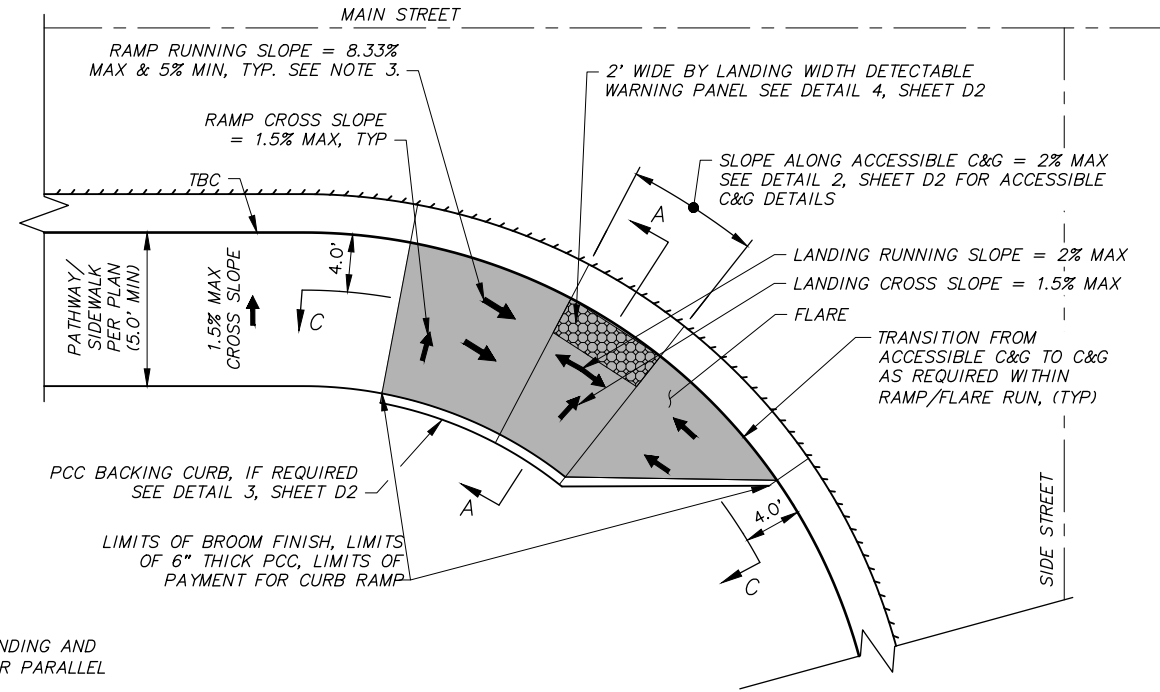 MAIN STREET
RAMP RUNNING SLOPE = 8.33%
MAX & 5% MIN, TYP. SEE NOTE 3.
2' WIDE BY LANDING WIDTH DETECTABLE
WARNING PANEL SEE DETAIL 4, SHEET D2
RAMP CROSS SLOPE
= 1.5% MAX, TYP
SLOPE ALONG ACCESSIBLE C&G = 2% MAX
SEE DETAIL 2, SHEET D2 FOR ACCESSIBLE
C&G DETAILS
TBC
A
LANDING RUNNING SLOPE = 2% MAX
LANDING CROSS SLOPE = 1.5% MAX
FLARE
4.0'
PATHWAY/
SIDEWALK
PER PLAN
(5.0' MIN)
1.5% MAX
CROSS SLOPE
C
TRANSITION FROM
ACCESSIBLE C&G TO C&G
AS REQUIRED WITHIN
RAMP/FLARE RUN, (TYP)
PCC BACKING CURB, IF REQUIRED
SEE DETAIL 3, SHEET D2
A
4.0'
C
SIDE STREET
LIMITS OF BROOM FINISH, LIMITS
OF 6" THICK PCC, LIMITS OF
PAYMENT FOR CURB RAMP
NDING AND
R PARALLEL